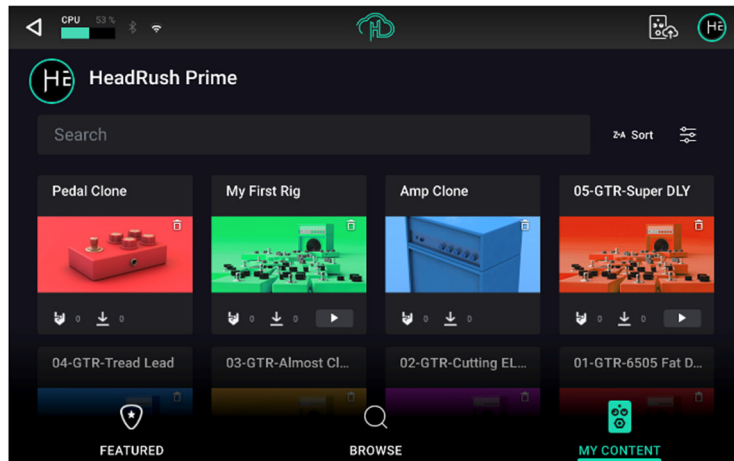 CPU 53 %
HE
HE HeadRush Prime
Search
Z-A Sort
Pedal Clone
My First Rig
Amp Clone
05-GTR-Super DLY
0 0
0 0
0 0
0 0
04-GTR-Tread Lead
03-GTR-Almost Cl...
02-GTR-Cutting EL...
01-GTR-6505 Fat D...
FEATURED
BROWSE
MY CONTENT